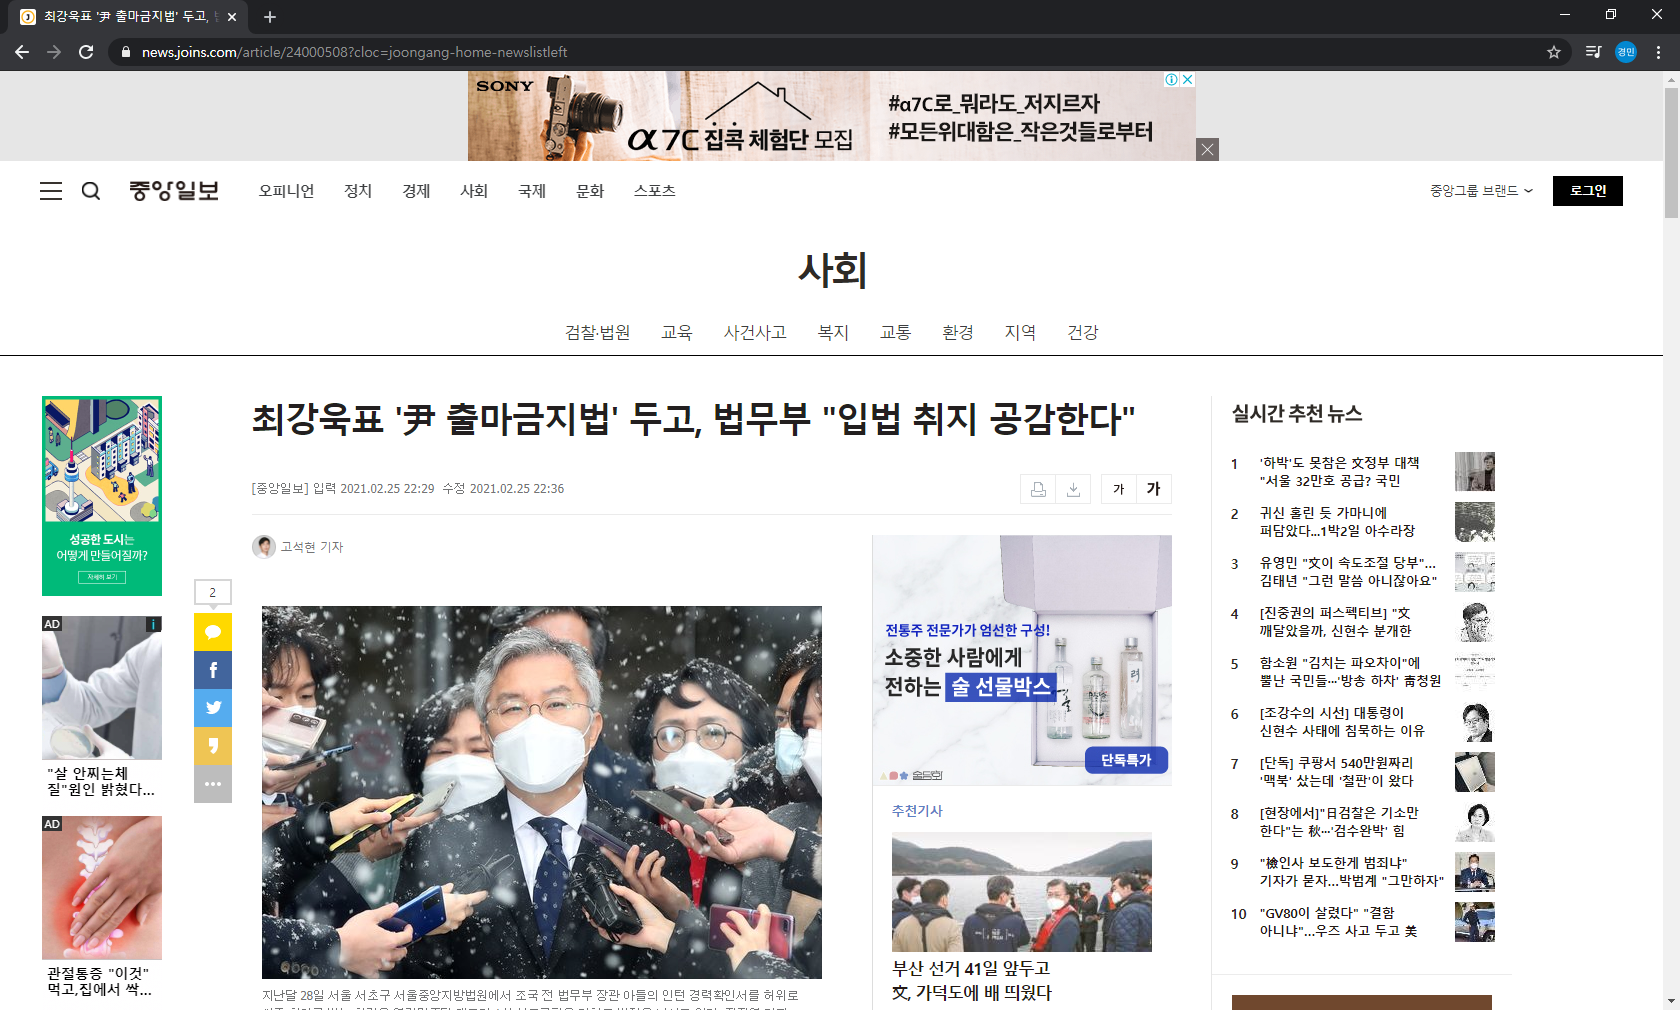 최강욱표 '尹 출마금지법' 두고,
news.joins.com/article/24000508?cloc=joongang-home-newslistleft
경민
SONY
α7C 집콕 체험단 모집
#α7C로_뭐라도_저지르자
#모든위대함은_작은것들로부터
중앙일보
오피니언 정치 경제 사회 국제 문화 스포츠
중앙그룹 브랜드
로그인
사회
검찰·법원 교육 사건사고 복지 교통 환경 지역 건강
최강욱표 '尹 출마금지법' 두고, 법무부 "입법 취지 공감한다"
[중앙일보] 입력 2021.02.25 22:29 수정 2021.02.25 22:36
가 가
고석현 기자
성공한 도시는
어떻게 만들어질까?
자세히 보기
AD
"살 안찌는체
질"원인 밝혔다...
AD
관절통증 "이것"
먹고,집에서 싹...
2
지난달 28일 서울 서초구 서울중앙지방법원에서 조국 전 법무부 장관 아들의 인턴 경력확인서를 허위로
전통주 전문가가 엄선한 구성!
소중한 사람에게
전하는 술 선물박스
단독특가
술담화
추천기사
부산 선거 41일 앞두고
文, 가덕도에 배 띄웠다
실시간 추천 뉴스
1 '하박'도 못참은 文정부 대책
"서울 32만호 공급? 국민
2 귀신 홀린 듯 가마니에
퍼담았다...1박2일 아수라장
3 유영민 "文이 속도조절 당부"...
김태년 "그런 말씀 아니잖아요"
4 [진중권의 퍼스펙티브] "文
깨달았을까, 신현수 분개한
5 함소원 "김치는 파오차이"에
뿔난 국민들…'방송 하차' 靑청원
6 [조강수의 시선] 대통령이
신현수 사태에 침묵하는 이유
7 [단독] 쿠팡서 540만원짜리
'맥북' 샀는데 '철판'이 왔다
8 [현장에서]"日검찰은 기소만
한다"는 秋…'검수완박' 힘
9 "檢인사 보도한게 범죄냐"
기자가 묻자...박범계 "그만하자"
10 "GV80이 살렸다" "결함
아니냐"...우즈 사고 두고 美